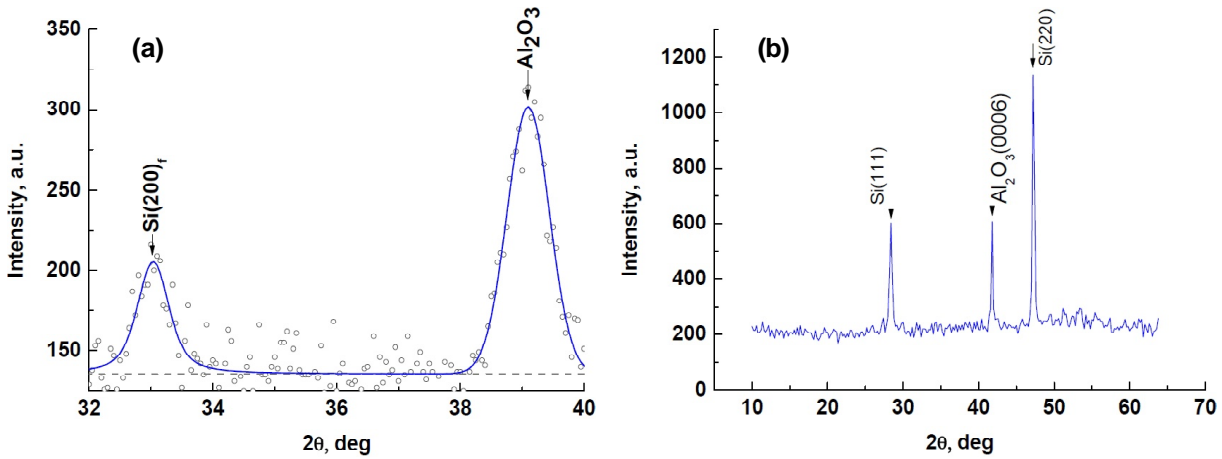 (a)
Intensity, a.u.
350
300
250
200
150
Si(200)f
Al2O3
32
34
36
38
40
2θ, deg
(b)
Intensity, a.u.
1200
1000
800
600
400
200
0
Si(111)
Al2O3(0006)
Si(220)
0
10
20
30
40
50
60
70
2θ, deg